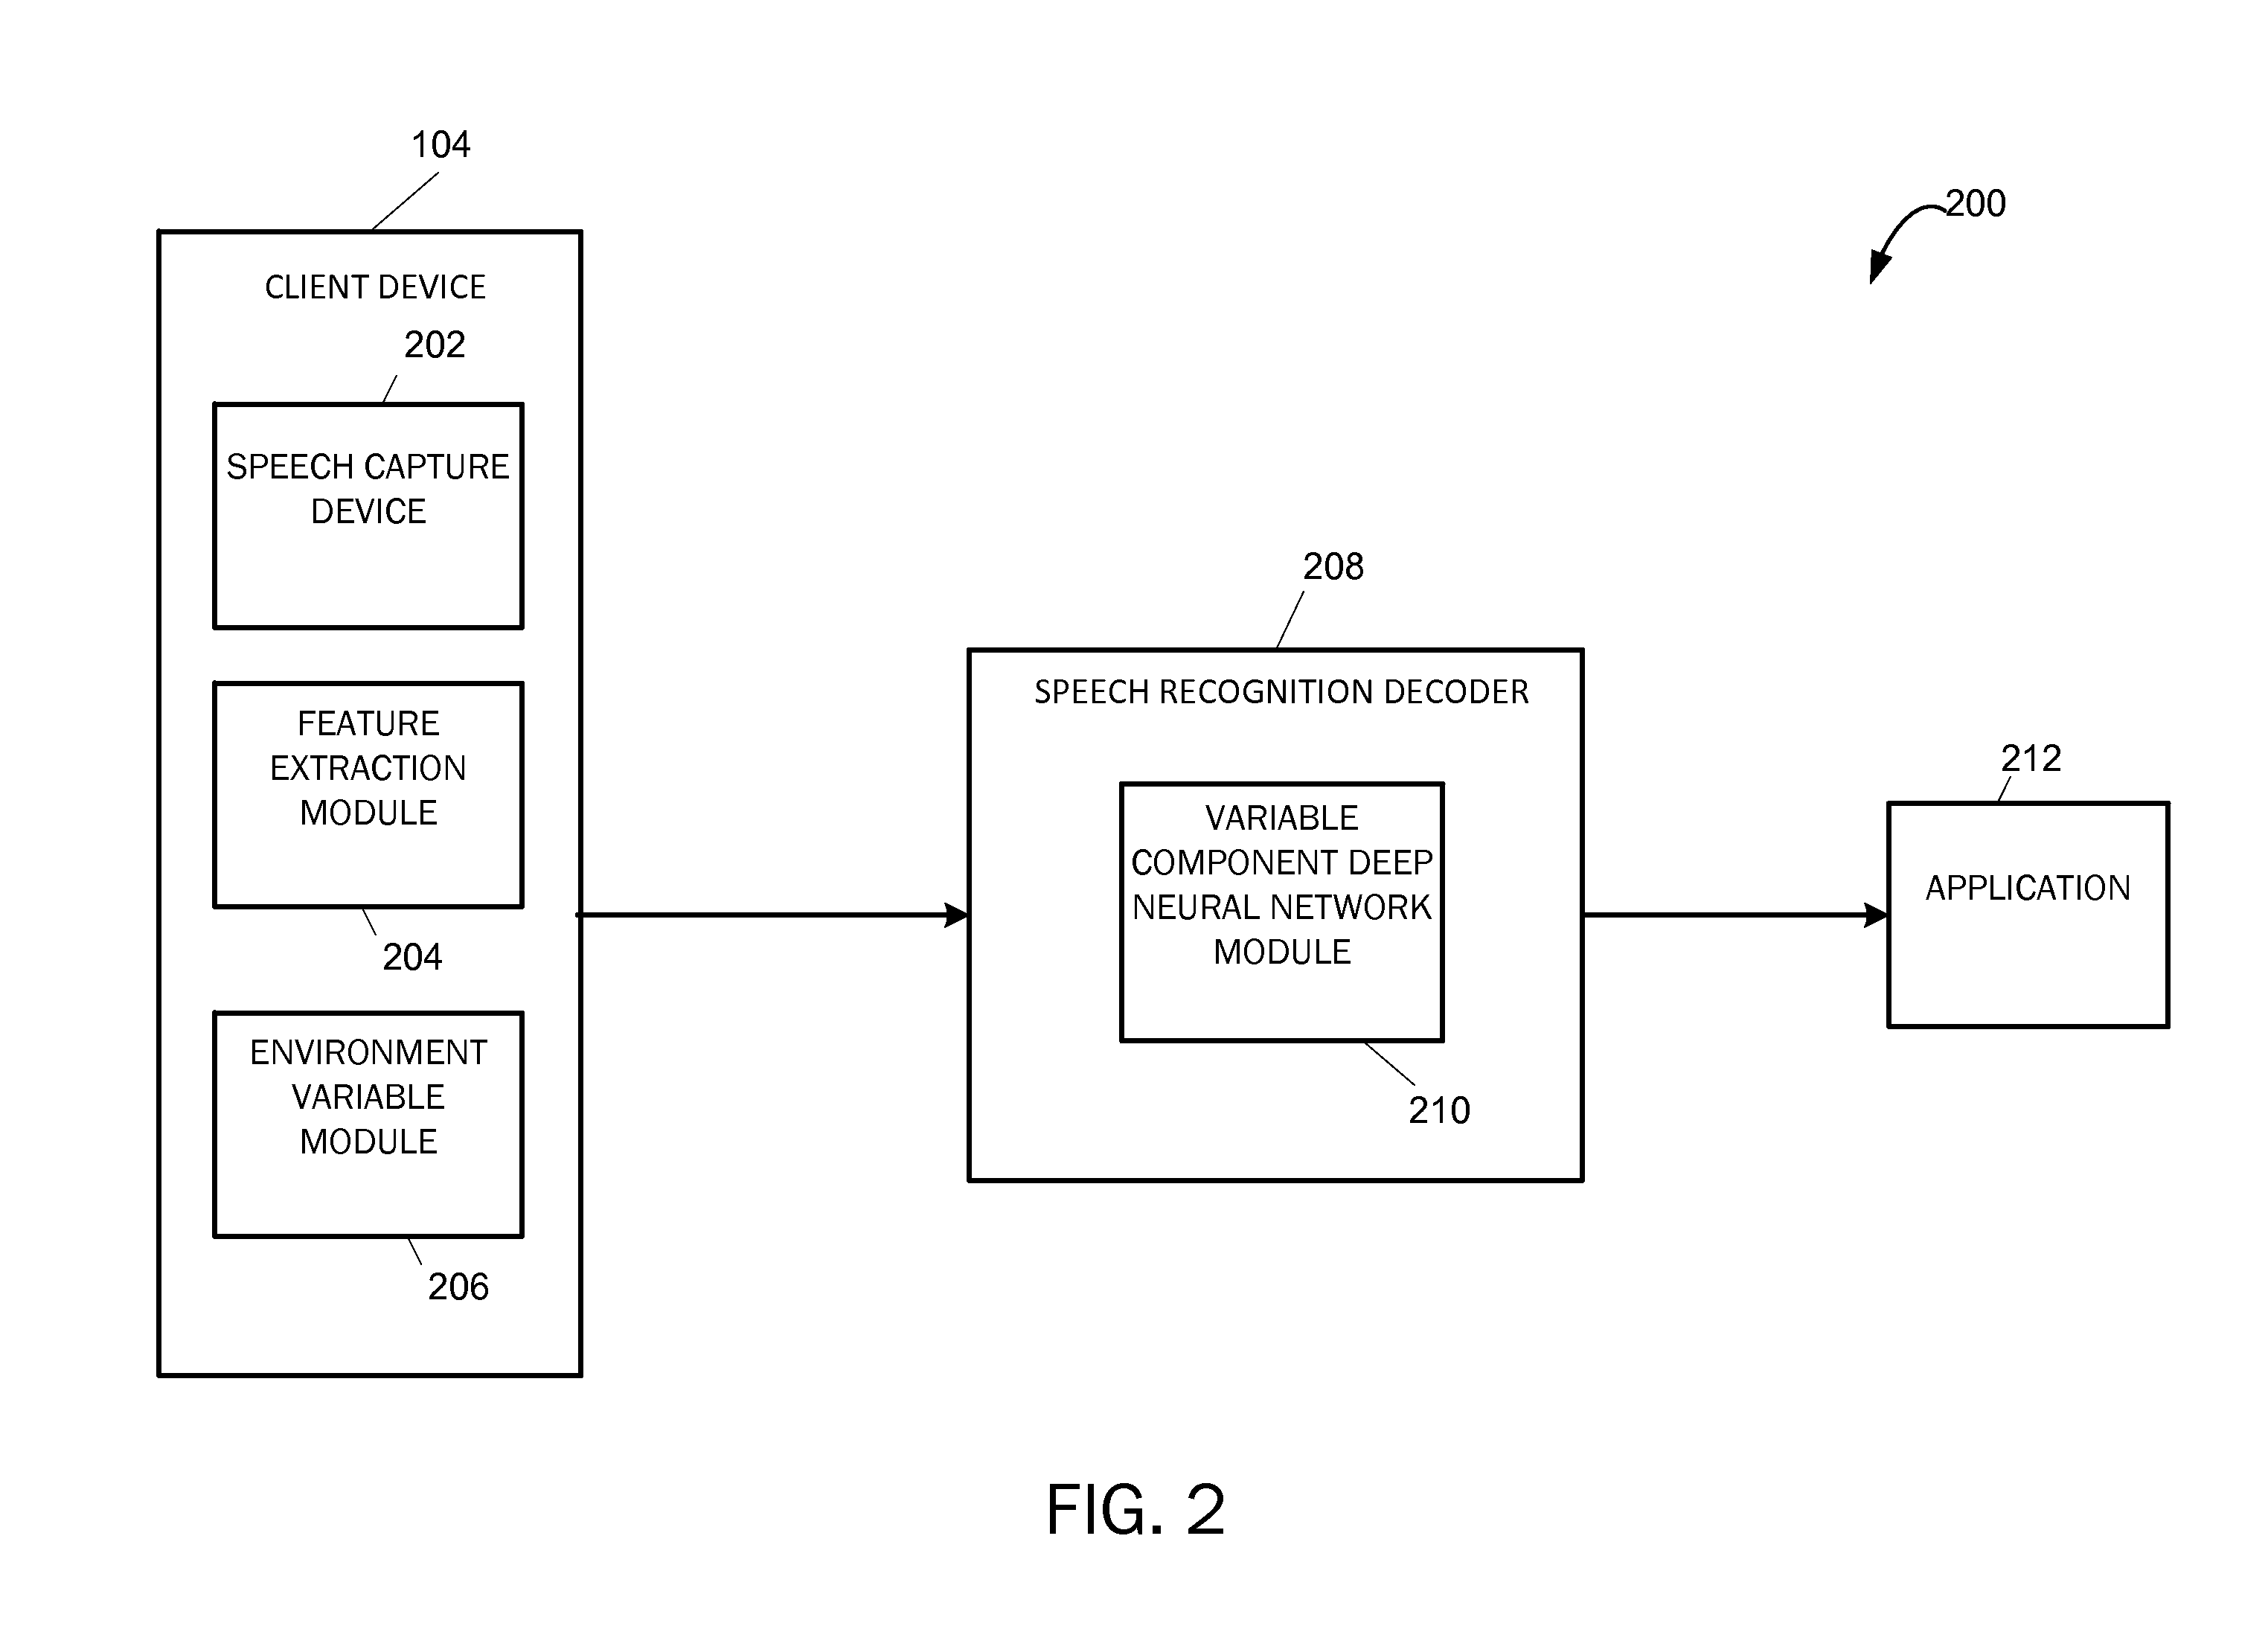 104
200
CLIENT DEVICE
202
SPEECH CAPTURE
DEVICE
FEATURE
EXTRACTION
MODULE
204
ENVIRONMENT
VARIABLE
MODULE
206
208
SPEECH RECOGNITION DECODER
VARIABLE
COMPONENT DEEP
NEURAL NETWORK
MODULE
210
212
APPLICATION
FIG. 2